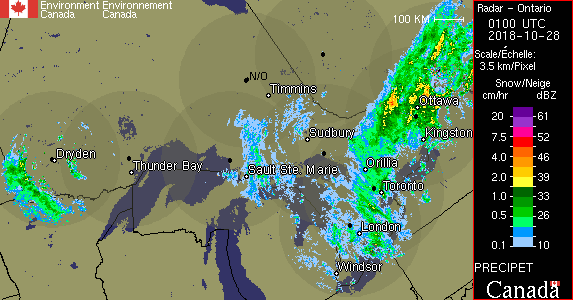 Environment Environnement
Canada Canada
100 KM
N/O
Timmins
Ottawa
Sudbury
Kingston
Dryden
Thunder Bay
Sault Ste. Marie
Orillia
Toronto
London
Windsor
Radar - Ontario
0100 UTC
2018-10-28
Scale/Échelle:
3.5 km/Pixel
Snow/Neige
cm/hr dBZ
20 61
7.5 57
5.0 52
4.0 46
2.0 39
1.0 33
0.5 26
0.1 10
PRECIPET
Canada